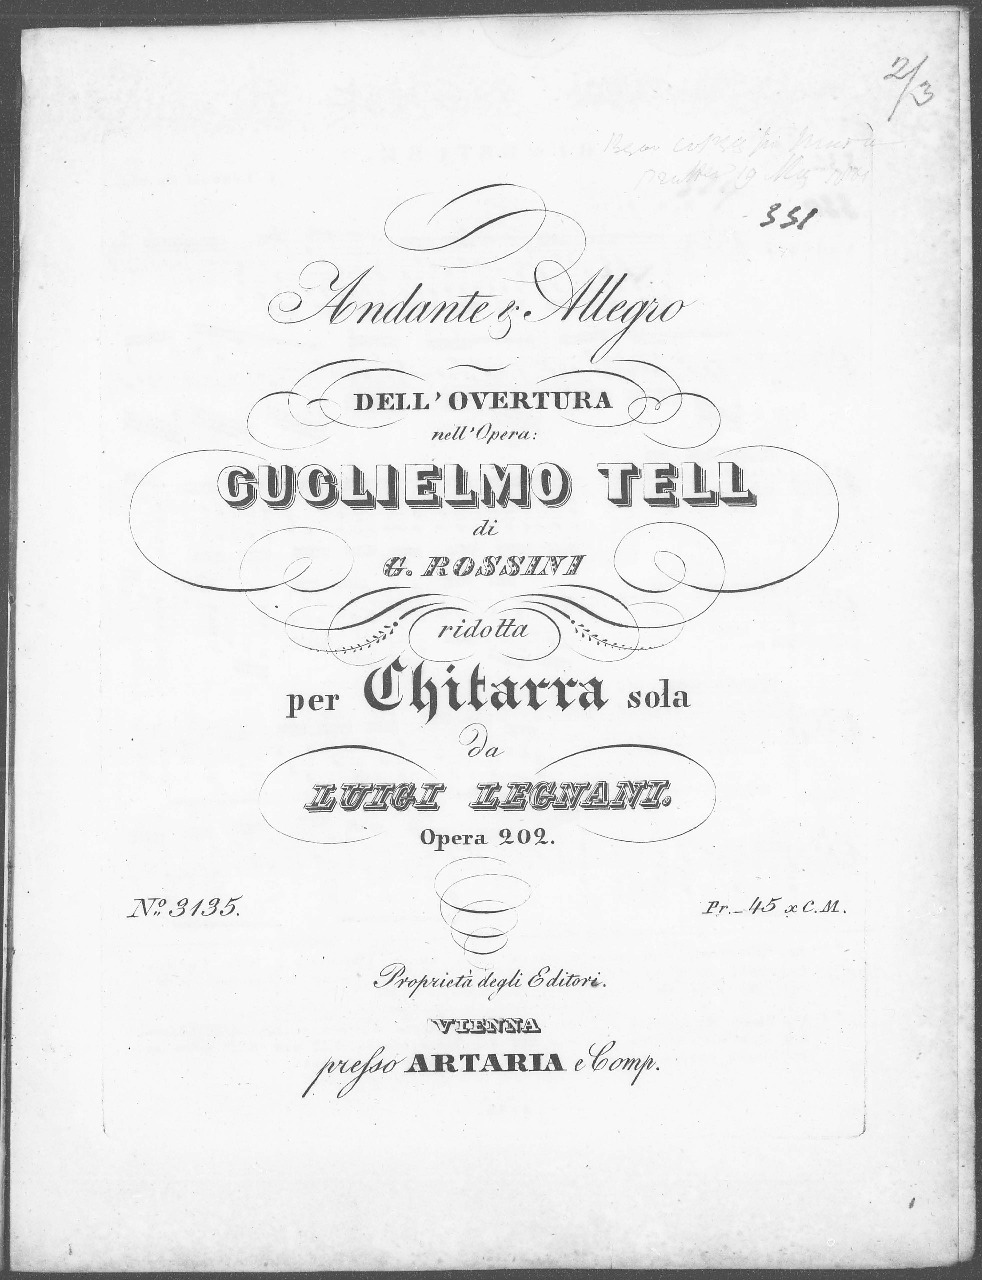 2/3
331
Andante & Allegro
DELL' OVERTURA
nell' Opera:
GUGLIELMO TELL
di
G. ROSSINI
ridotta
per Chitarra sola
da
LUIGI LEGNANI.
Opera 202.
No. 3135. Pr._ 45 x C. M.
Proprietà degli Editori.
VIENNA
presso ARTARIA e Comp.